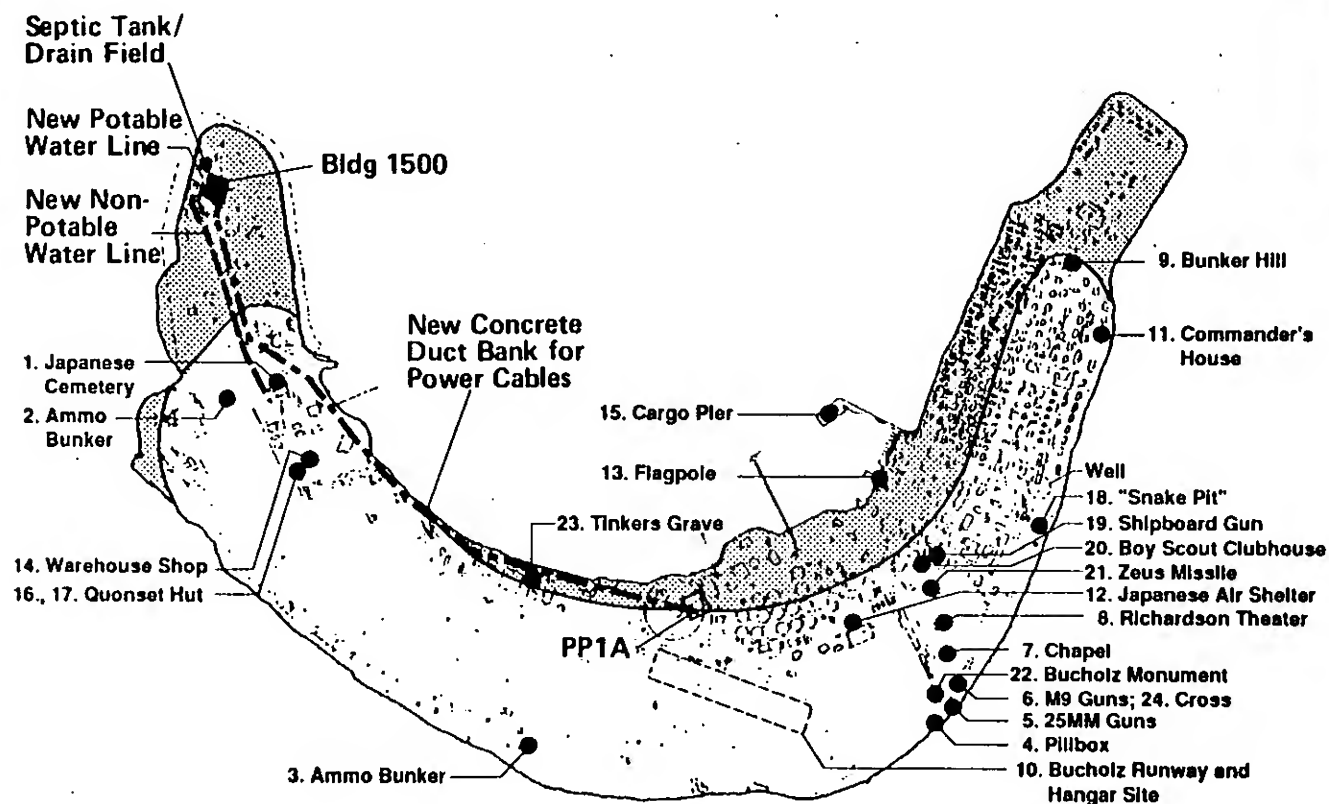 Septic Tank/
Drain Field
New Potable
Water Line
Bldg 1500
New Non-
Potable
Water Line
9. Bunker Hill
New Concrete
Duct Bank for
Power Cables
11. Commander's
House
1. Japanese
Cemetery
2. Ammo
Bunker
15. Cargo Pier
13. Flagpole
Well
18. "Snake Pit"
19. Shipboard Gun
23. Tinkers Grave
20. Boy Scout Clubhouse
14. Warehouse Shop
21. Zeus Missile
16., 17. Quonset Hut
12. Japanese Air Shelter
8. Richardson Theater
PP1A
7. Chapel
22. Bucholz Monument
6. M9 Guns; 24. Cross
5. 25MM Guns
4. Pillbox
3. Ammo Bunker
10. Bucholz Runway and
Hangar Site